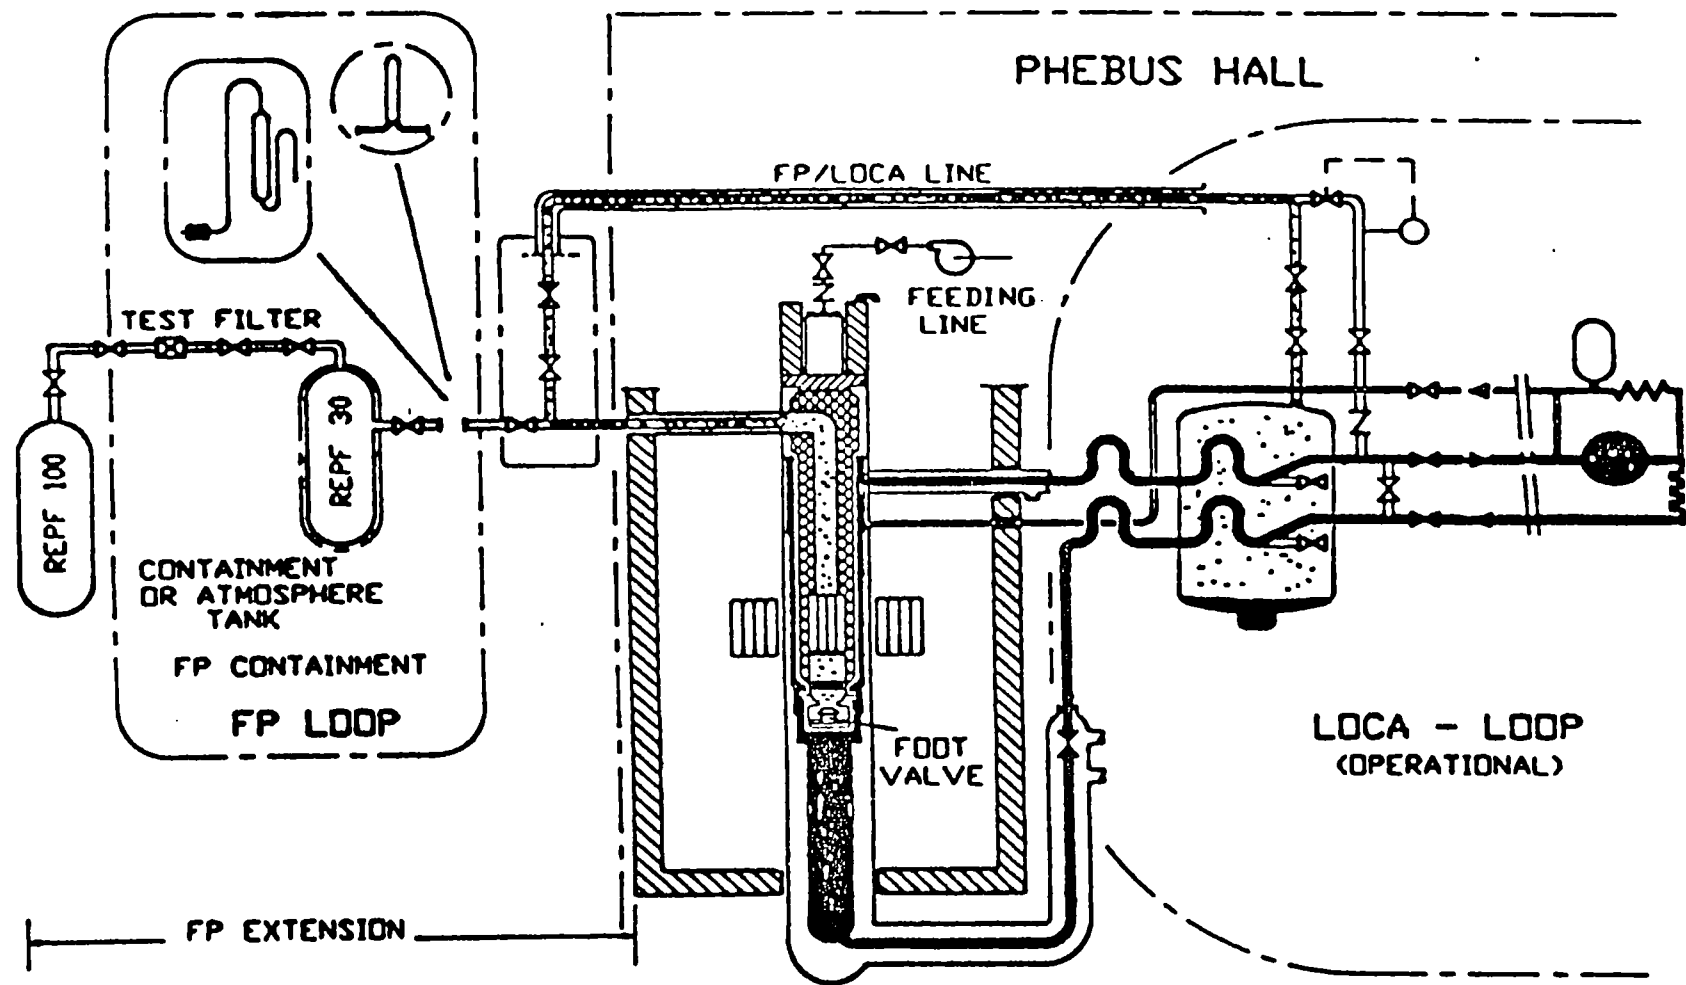 PHEBUS HALL
FP/LOCA LINE
FEEDING
LINE
TEST FILTER
REPF 100
REPF 30
CONTAINMENT
OR ATMOSPHERE
TANK
FP CONTAINMENT
FP LOOP
FOOT
VALVE
LOCA - LOOP
(OPERATIONAL)
FP EXTENSION